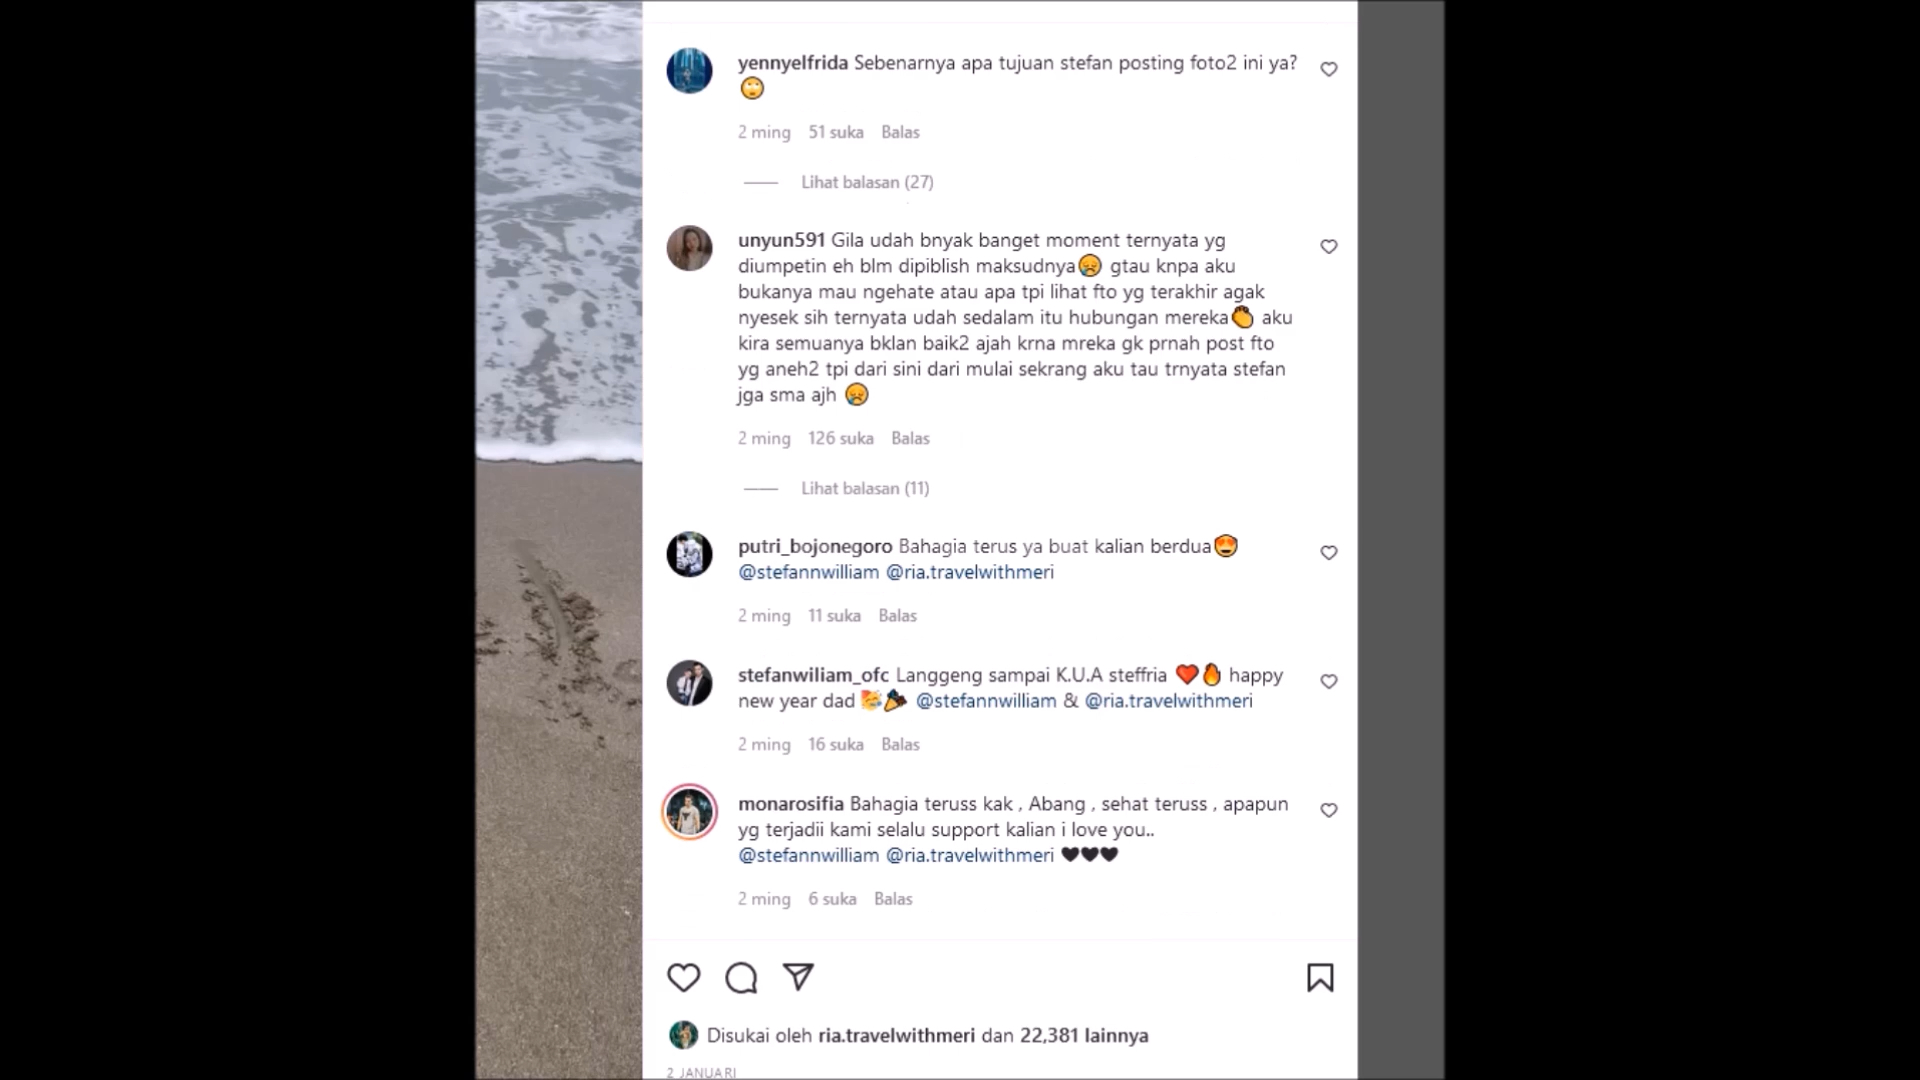 yennyelfrida Sebenarnya apa tujuan stefan posting foto2 ini ya?
🙄
2 ming 51 suka Balas
Lihat balasan (27)
unyun591 Gila udah bnyak banget moment ternyata yg
diumpetin eh blm dipiblish maksudnya😥 gtau knpa aku
bukanya mau ngehate atau apa tpi lihat fto yg terakhir agak
nyesek sih ternyata udah sedalam itu hubungan mereka👏 aku
kira semuanya bklan baik2 ajah krna mreka gk prnah post fto
yg aneh2 tpi dari sini dari mulai sekrang aku tau trnyata stefan
jga sma ajh 😥
2 ming 126 suka Balas
Lihat balasan (11)
putri_bojonegoro Bahagia terus ya buat kalian berdua😍
@stefannwilliam @ria.travelwithmeri
2 ming 11 suka Balas
stefanwiliam_ofc Langgeng sampai K.U.A steffria ❤️🔥 happy
new year dad 🥳🎉 @stefannwilliam & @ria.travelwithmeri
2 ming 16 suka Balas
monarosifia Bahagia teruss kak , Abang , sehat teruss , apapun
yg terjadii kami selalu support kalian i love you..
@stefannwilliam @ria.travelwithmeri 🖤🖤🖤
2 ming 6 suka Balas
Disukai oleh ria.travelwithmeri dan 22,381 lainnya
2 JANUARI